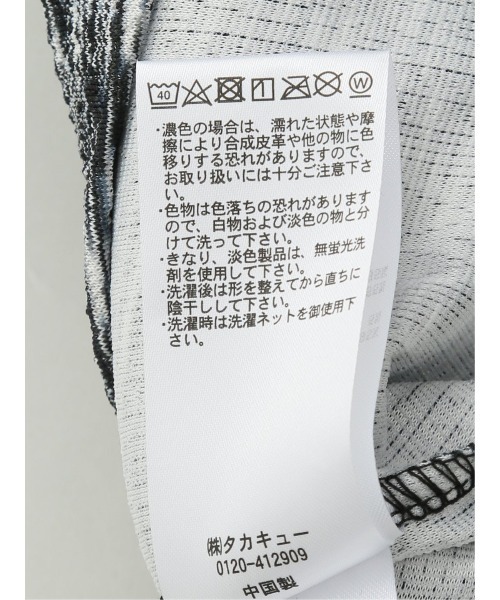 40 W
・濃色の場合は、濡れた状態や摩
擦により合成皮革や他の物に色
移りする恐れがありますので、
お取り扱いには十分ご注意下さ
い。
・色物は色落ちの恐れがあります
ので、白物および淡色の物と分
けて洗って下さい。
・きなり、淡色製品は、無蛍光洗
剤を使用して下さい。
・洗濯後は形を整えてから直ちに
陰干しして下さい。
・洗濯時は洗濯ネットを御使用下
さい。
㈱タカキュー
0120-412909
中国製